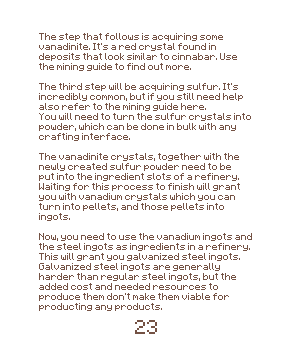 The step that follows is acquiring some
vanadinite. It's a red crystal found in
deposits that look similar to cinnabar. Use
the mining guide to find out more.
The third step will be acquiring sulfur. It's
incredibly common, but if you still need help
also refer to the mining guide here.
You will need to turn the sulfur crystals into
powder, which can be done in bulk with any
crafting interface.
The vanadinite crystals, together with the
newly created sulfur powder need to be
put into the ingredient slots of a refinery.
Waiting for this process to finish will grant
you with vanadium crystals which you can
turn into pellets, and those pellets into
ingots.
Now, you need to use the vanadium ingots and
the steel ingots as ingredients in a refinery.
This will grant you galvanized steel ingots.
Galvanized steel ingots are generally
harder than regular steel ingots, but the
added cost and needed resources to
produce them don't make them viable for
producting any products.
23